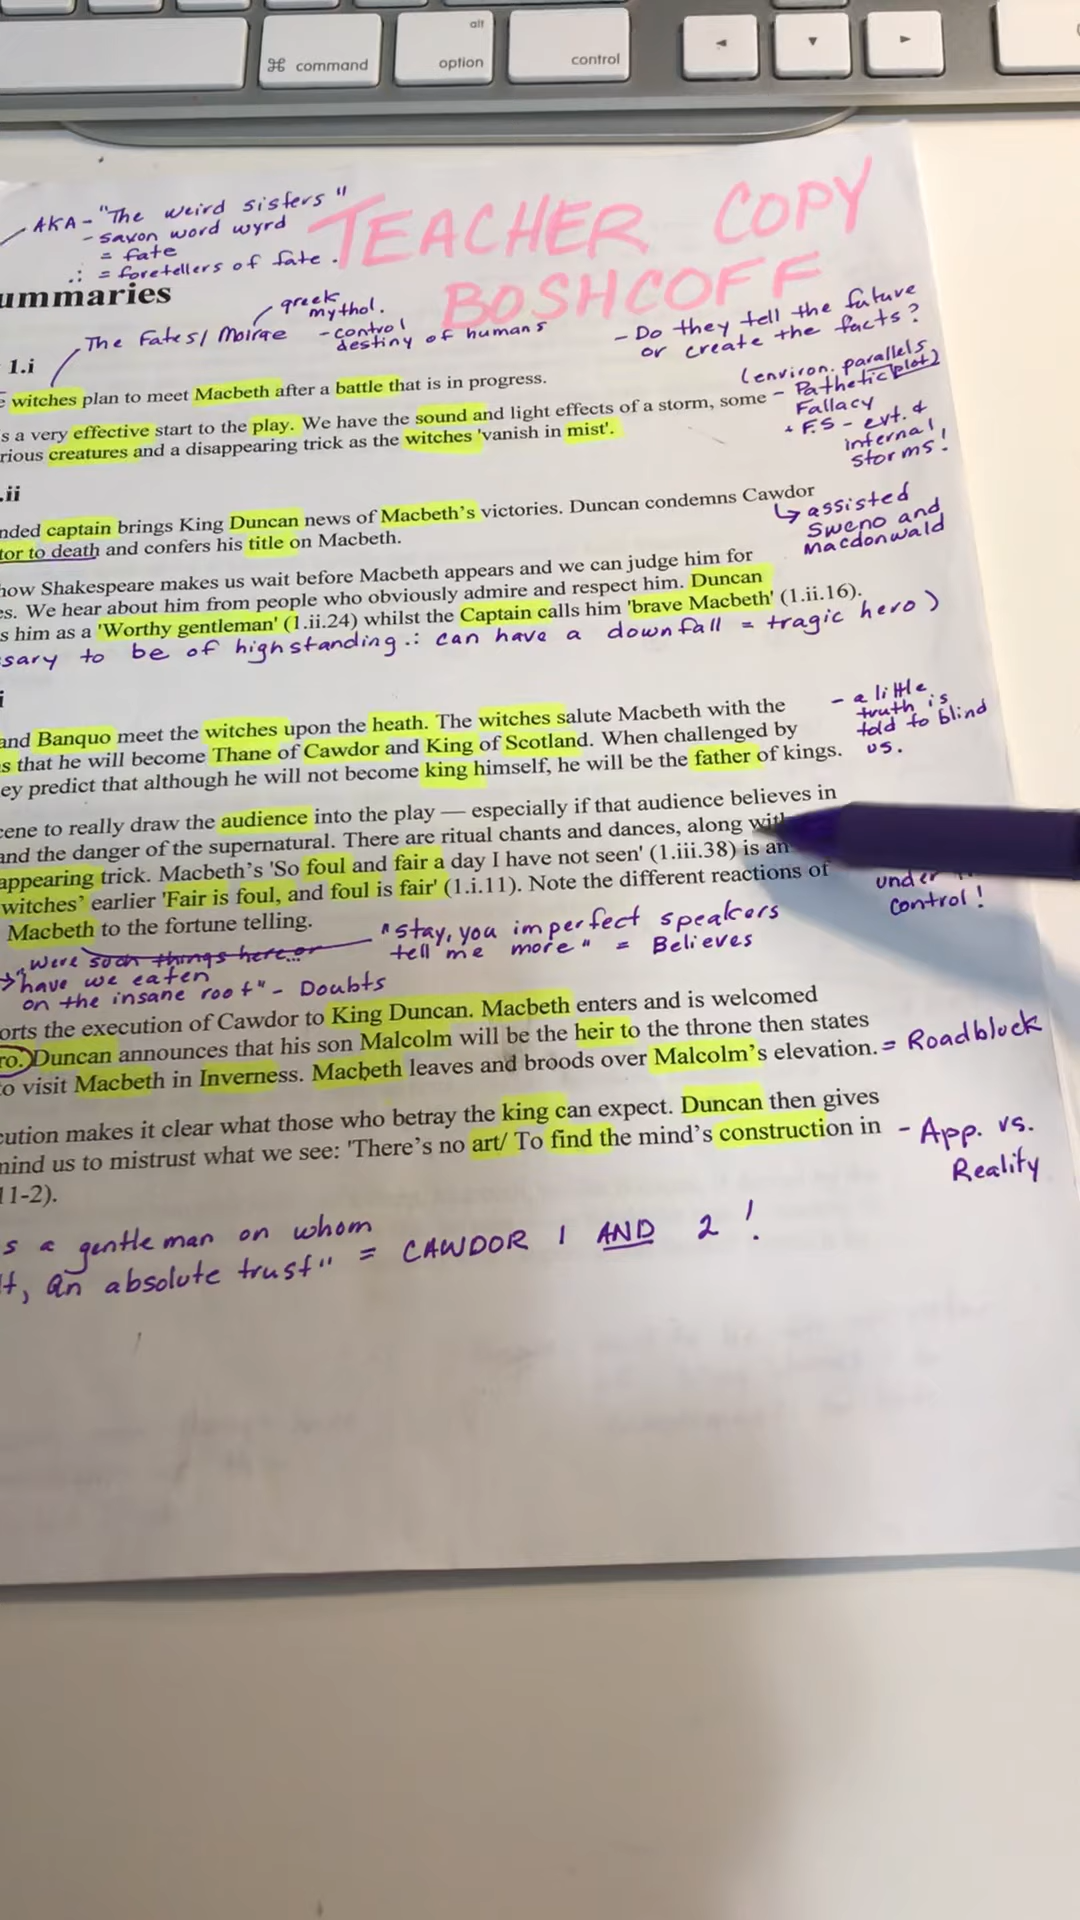 alt
⌘ command
option
control
AKA - "The weird sisters"
- saxon word wyrd
= fate
∴ = foretellers of fate.
TEACHER COPY
BOSHCOFF
ummaries
greek
mythol.
The Fates/ Moirae - control
destiny of humans
- Do they tell the future
or create the facts?
1.i
witches plan to meet Macbeth after a battle that is in progress.
(environ. parallels
- Pathetic plot)
Fallacy
+ F.S - ext. &
internal
storms!
s a very effective start to the play. We have the sound and light effects of a storm, some
rious creatures and a disappearing trick as the witches 'vanish in mist'.
.ii
nded captain brings King Duncan news of Macbeth's victories. Duncan condemns Cawdor
tor to death and confers his title on Macbeth.
↳ assisted
Sweno and
Macdonwald
how Shakespeare makes us wait before Macbeth appears and we can judge him for
es. We hear about him from people who obviously admire and respect him. Duncan
s him as a 'Worthy gentleman' (1.ii.24) whilst the Captain calls him 'brave Macbeth' (1.ii.16).
ssary to be of high standing ∴ can have a downfall = tragic hero)
i
and Banquo meet the witches upon the heath. The witches salute Macbeth with the
s that he will become Thane of Cawdor and King of Scotland. When challenged by
ey predict that although he will not become king himself, he will be the father of kings.
- a little
truth is
told to blind
us.
cene to really draw the audience into the play — especially if that audience believes in
and the danger of the supernatural. There are ritual chants and dances, along with
appearing trick. Macbeth's 'So foul and fair a day I have not seen' (1.iii.38) is an
witches' earlier 'Fair is foul, and foul is fair' (1.i.11). Note the different reactions of
Macbeth to the fortune telling.
under
control!
"were such things here...or
→ have we eaten
on the insane root" - Doubts
"stay, you imperfect speakers
tell me more" = Believes
orts the execution of Cawdor to King Duncan. Macbeth enters and is welcomed
ro. Duncan announces that his son Malcolm will be the heir to the throne then states
to visit Macbeth in Inverness. Macbeth leaves and broods over Malcolm's elevation.
= Roadblock
cution makes it clear what those who betray the king can expect. Duncan then gives
mind us to mistrust what we see: 'There's no art/ To find the mind's construction in
11-2).
- App. vs.
Reality
s a gentleman on whom
t, an absolute trust" = CAWDOR 1 AND 2!